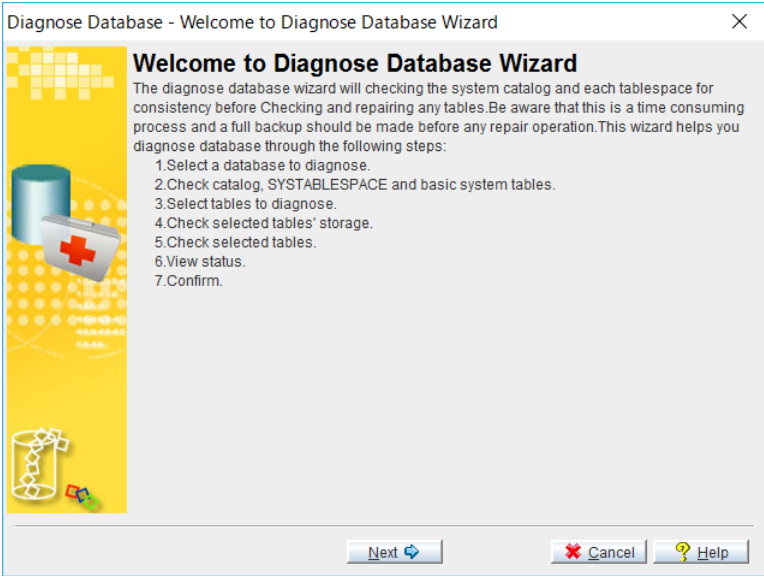 Diagnose Database - Welcome to Diagnose Database Wizard
Welcome to Diagnose Database Wizard
The diagnose database wizard will checking the system catalog and each tablespace for
consistency before Checking and repairing any tables.Be aware that this is a time consuming
process and a full backup should be made before any repair operation.This wizard helps you
diagnose database through the following steps:
1.Select a database to diagnose.
2.Check catalog, SYSTABLESPACE and basic system tables.
3.Select tables to diagnose.
4.Check selected tables' storage.
5.Check selected tables.
6.View status.
7.Confirm.
Next
Cancel
Help